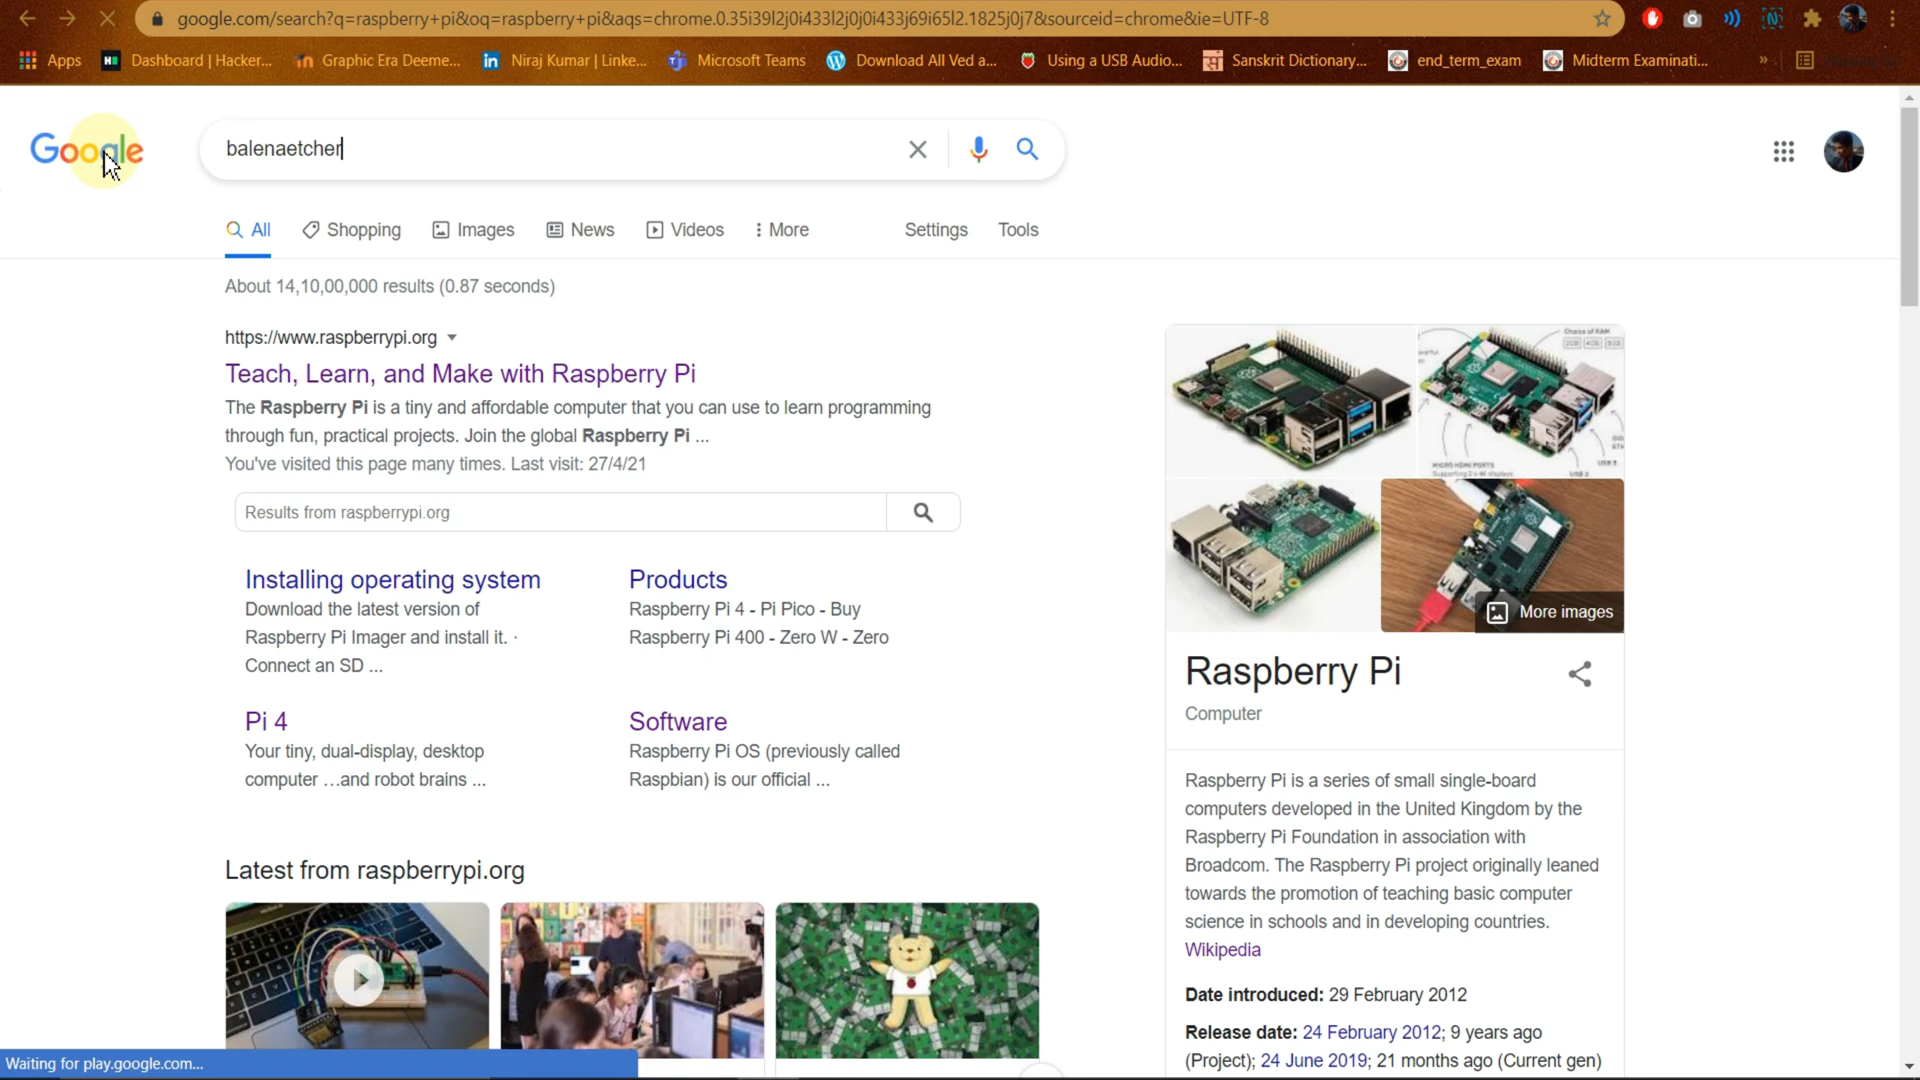 google.com/search?q=raspberry+pi&oq=raspberry+pi&aqs=chrome.0.35i39l2j0i433l2j0j0i433j69i65l2.1825j0j7&sourceid=chrome&ie=UTF-8
Apps Dashboard | Hacker... Graphic Era Deeme... Niraj Kumar | Linke... Microsoft Teams Download All Ved a... Using a USB Audio... Sanskrit Dictionary... end_term_exam Midterm Examinati... »
Google
balenaetcher
All Shopping Images News Videos More Settings Tools
About 14,10,00,000 results (0.87 seconds)
https://www.raspberrypi.org
Teach, Learn, and Make with Raspberry Pi
The Raspberry Pi is a tiny and affordable computer that you can use to learn programming
through fun, practical projects. Join the global Raspberry Pi ...
You've visited this page many times. Last visit: 27/4/21
Results from raspberrypi.org
Installing operating system
Download the latest version of
Raspberry Pi Imager and install it. ·
Connect an SD ...
Products
Raspberry Pi 4 - Pi Pico - Buy
Raspberry Pi 400 - Zero W - Zero
Pi 4
Your tiny, dual-display, desktop
computer …and robot brains ...
Software
Raspberry Pi OS (previously called
Raspbian) is our official ...
Latest from raspberrypi.org
Choice of RAM
MICRO HDMI PORTS
More images
Raspberry Pi
Computer
Raspberry Pi is a series of small single-board
computers developed in the United Kingdom by the
Raspberry Pi Foundation in association with
Broadcom. The Raspberry Pi project originally leaned
towards the promotion of teaching basic computer
science in schools and in developing countries.
Wikipedia
Date introduced: 29 February 2012
Release date: 24 February 2012; 9 years ago
(Project); 24 June 2019; 21 months ago (Current gen)
Waiting for play.google.com...